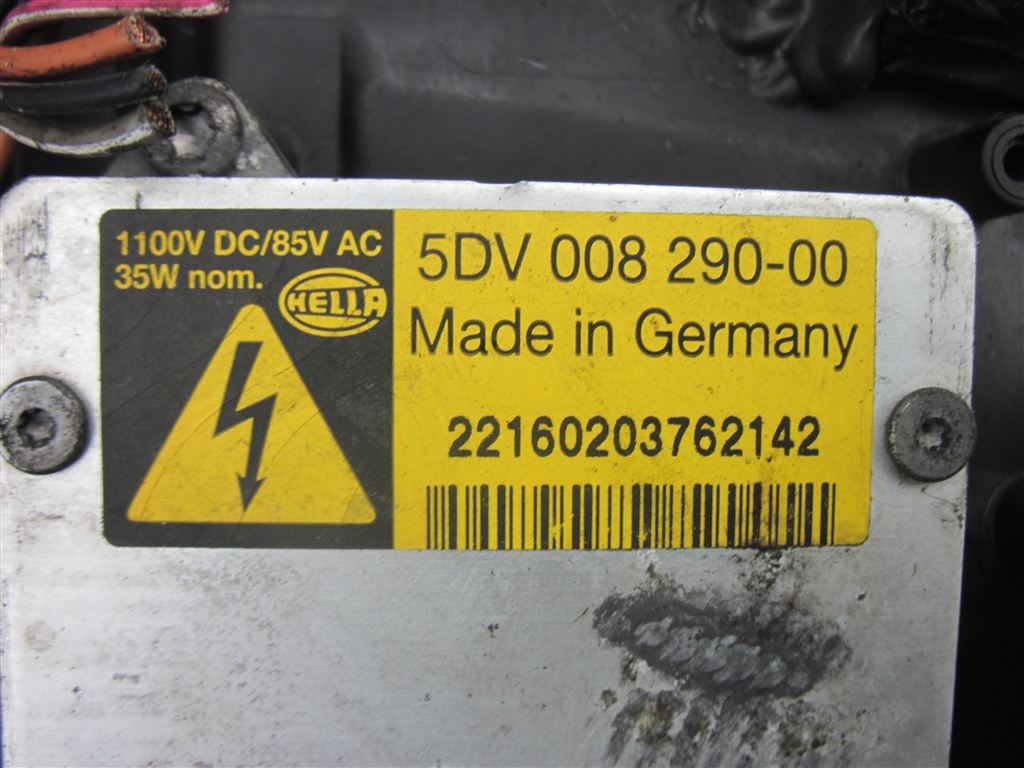 1100V DC/85V AC
35W nom.
HELLA
5DV 008 290-00
Made in Germany
22160203762142